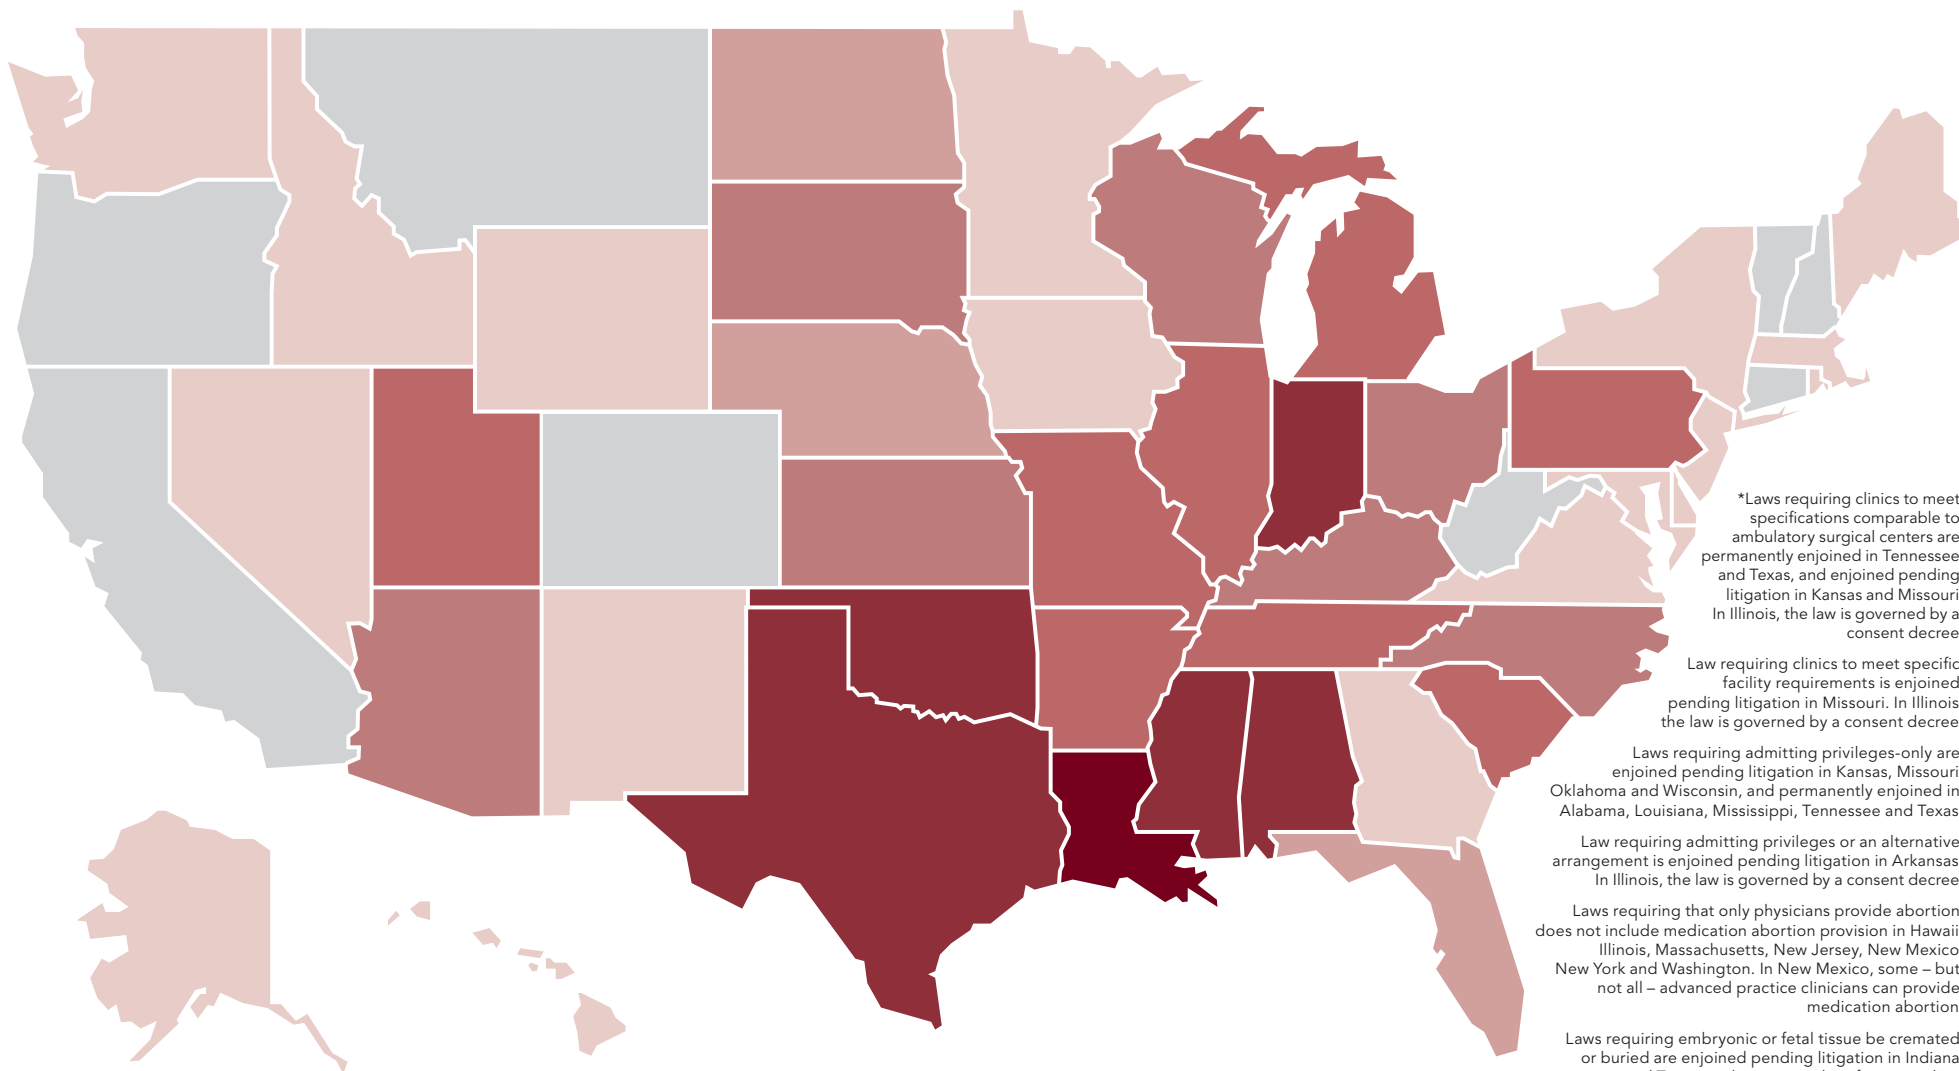 *Laws requiring clinics to meet
specifications comparable to
ambulatory surgical centers are
permanently enjoined in Tennessee
and Texas, and enjoined pending
litigation in Kansas and Missouri
In Illinois, the law is governed by a
consent decree
Law requiring clinics to meet specific
facility requirements is enjoined
pending litigation in Missouri. In Illinois
the law is governed by a consent decree
Laws requiring admitting privileges-only are
enjoined pending litigation in Kansas, Missouri
Oklahoma and Wisconsin, and permanently enjoined in
Alabama, Louisiana, Mississippi, Tennessee and Texas
Law requiring admitting privileges or an alternative
arrangement is enjoined pending litigation in Arkansas
In Illinois, the law is governed by a consent decree
Laws requiring that only physicians provide abortion
does not include medication abortion provision in Hawaii
Illinois, Massachusetts, New Jersey, New Mexico
New York and Washington. In New Mexico, some – but
not all – advanced practice clinicians can provide
medication abortion
Laws requiring embryonic or fetal tissue be cremated
or buried are enjoined pending litigation in Indiana